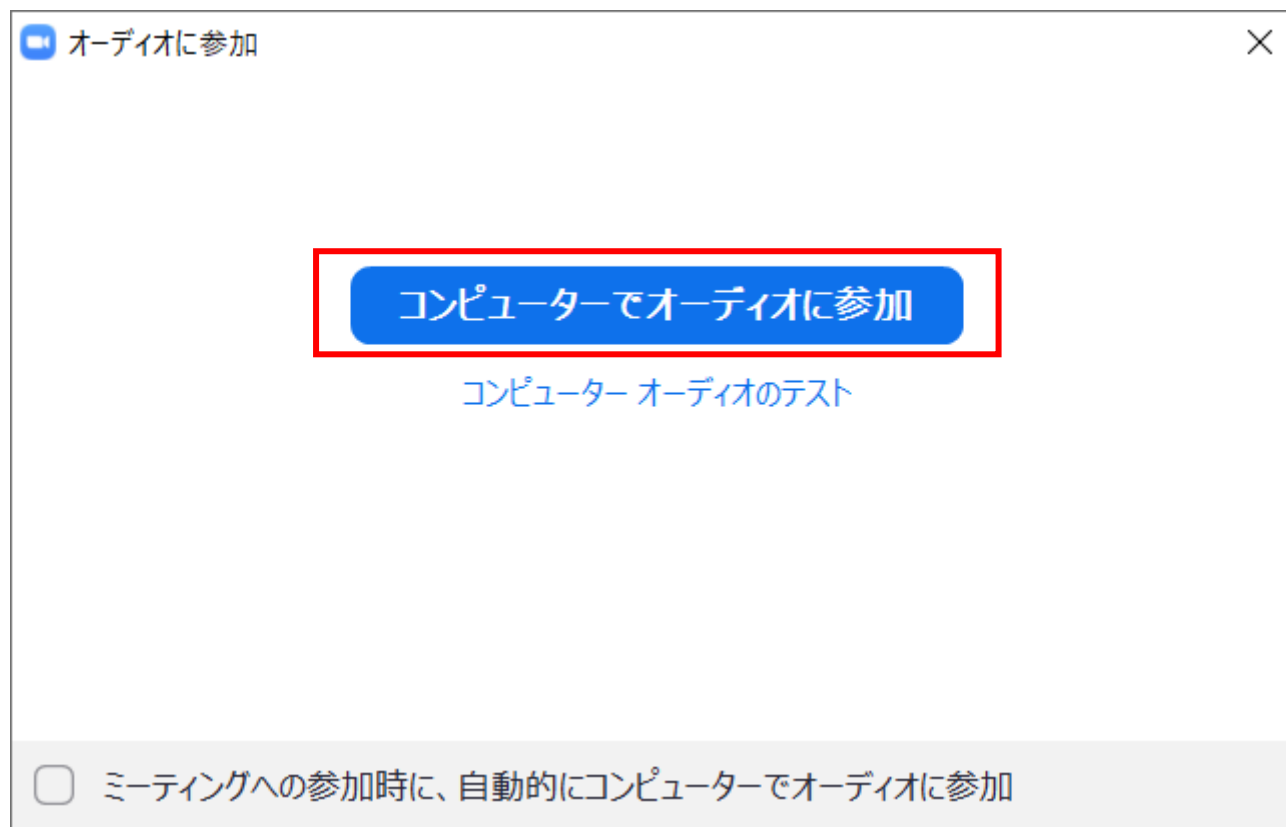 オーディオに参加
コンピューターでオーディオに参加
コンピューター オーディオのテスト
ミーティングへの参加時に、自動的にコンピューターでオーディオに参加